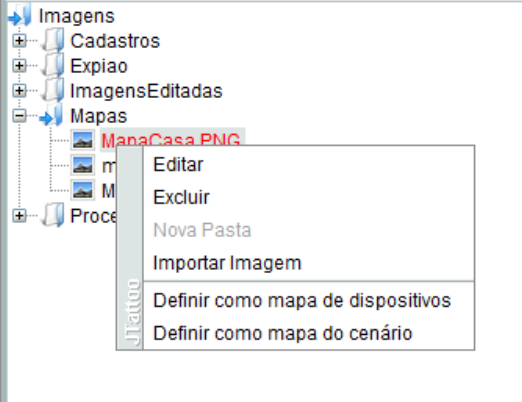 Imagens
Cadastros
Expiao
ImagensEditadas
Mapas
MapaCasa.PNG
m
M
Proce
Editar
Excluir
Nova Pasta
Importar Imagem
Definir como mapa de dispositivos
Definir como mapa do cenário
JTattoo